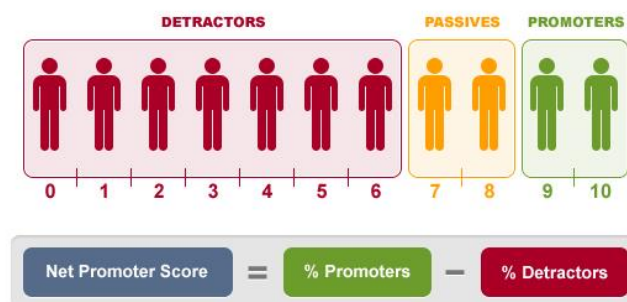 DETRACTORS PASSIVES PROMOTERS
0 1 2 3 4 5 6 7 8 9 10
Net Promoter Score = % Promoters − % Detractors